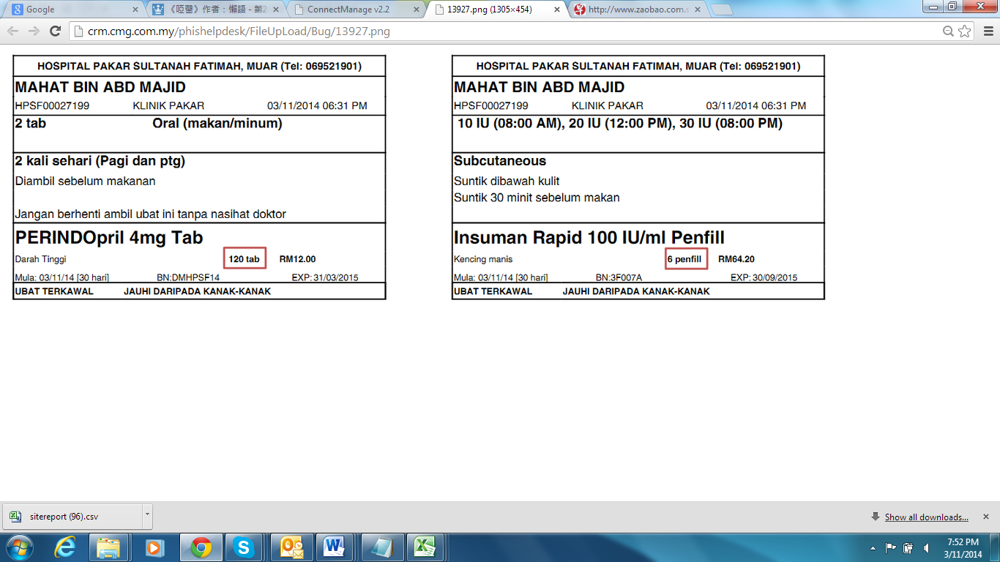 Google
《啞醫》作者：懶語 - 第2
ConnectManage v2.2
13927.png (1305×454)
http://www.zaobao.com.s
crm.cmg.com.my/phishelpdesk/FileUpLoad/Bug/13927.png
HOSPITAL PAKAR SULTANAH FATIMAH, MUAR (Tel: 069521901)
MAHAT BIN ABD MAJID
HPSF00027199 KLINIK PAKAR 03/11/2014 06:31 PM
2 tab Oral (makan/minum)
2 kali sehari (Pagi dan ptg)
Diambil sebelum makanan
Jangan berhenti ambil ubat ini tanpa nasihat doktor
PERINDOpril 4mg Tab
Darah Tinggi 120 tab RM12.00
Mula: 03/11/14 [30 hari] BN:DMHPSF14 EXP: 31/03/2015
UBAT TERKAWAL JAUHI DARIPADA KANAK-KANAK
HOSPITAL PAKAR SULTANAH FATIMAH, MUAR (Tel: 069521901)
MAHAT BIN ABD MAJID
HPSF00027199 KLINIK PAKAR 03/11/2014 06:31 PM
10 IU (08:00 AM), 20 IU (12:00 PM), 30 IU (08:00 PM)
Subcutaneous
Suntik dibawah kulit
Suntik 30 minit sebelum makan
Insuman Rapid 100 IU/ml Penfill
Kencing manis 6 penfill RM64.20
Mula: 03/11/14 [30 hari] BN:3F007A EXP: 30/09/2015
UBAT TERKAWAL JAUHI DARIPADA KANAK-KANAK
sitereport (96).csv
Show all downloads...
7:52 PM
3/11/2014